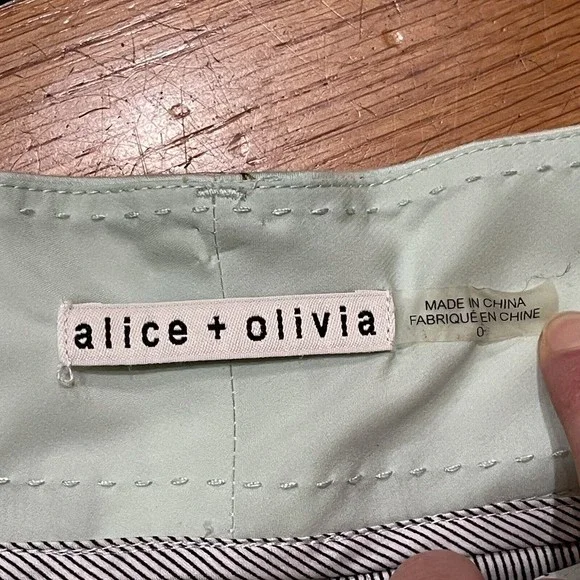 alice + olivia
MADE IN CHINA
FABRIQUÉ EN CHINE
0